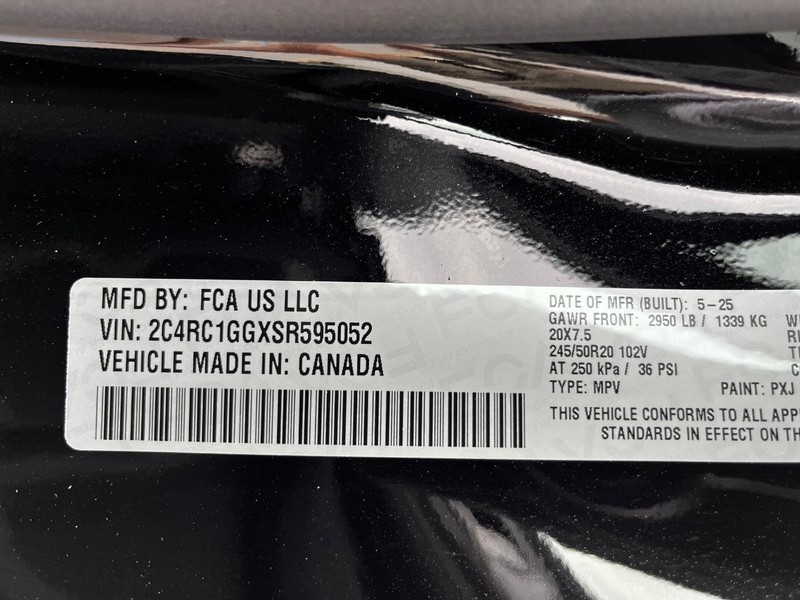 MFD BY: FCA US LLC
VIN: 2C4RC1GGXSR595052
VEHICLE MADE IN: CANADA
DATE OF MFR (BUILT): 5-25
GAWR FRONT: 2950 LB / 1339 KG
20X7.5
245/50R20 102V
AT 250 kPa / 36 PSI
TYPE: MPV PAINT: PXJ
THIS VEHICLE CONFORMS TO ALL APPL
STANDARDS IN EFFECT ON TH